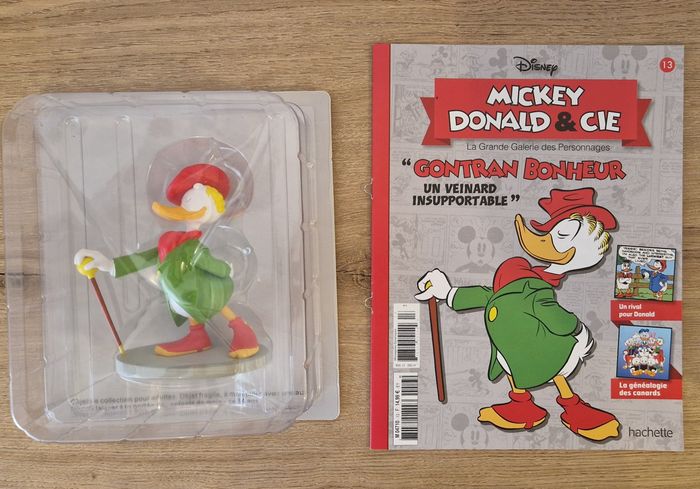 Disney
13
MICKEY
DONALD & CIE
La Grande Galerie des Personnages
"GONTRAN BONHEUR
UN VEINARD
INSUPPORTABLE"
Un rival
pour Donald
La généalogie
des canards
hachette